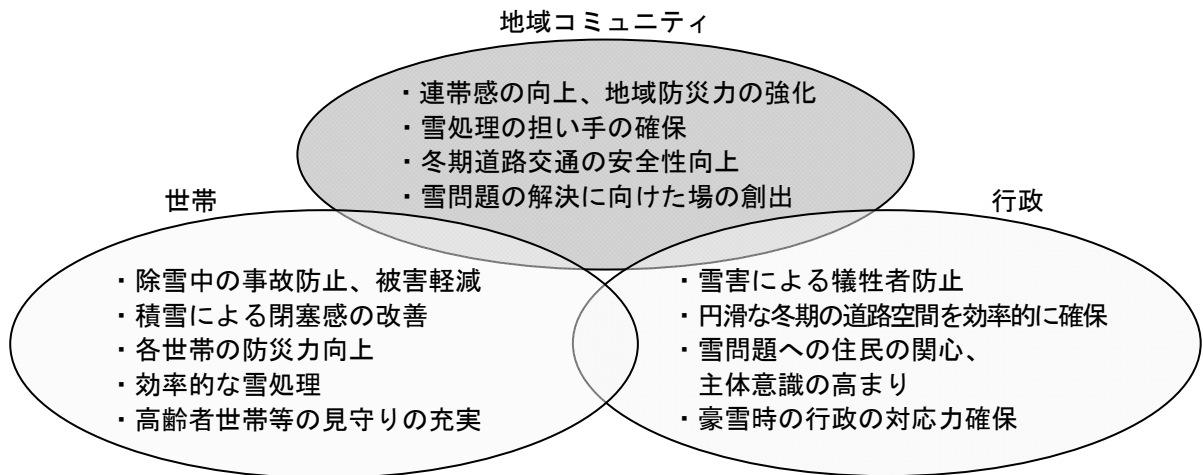 地域コミュニティ
・連帯感の向上、地域防災力の強化
・雪処理の担い手の確保
・冬期道路交通の安全性向上
・雪問題の解決に向けた場の創出
世帯
・除雪中の事故防止、被害軽減
・積雪による閉塞感の改善
・各世帯の防災力向上
・効率的な雪処理
・高齢者世帯等の見守りの充実
行政
・雪害による犠牲者防止
・円滑な冬期の道路空間を効率的に確保
・雪問題への住民の関心、
主体意識の高まり
・豪雪時の行政の対応力確保